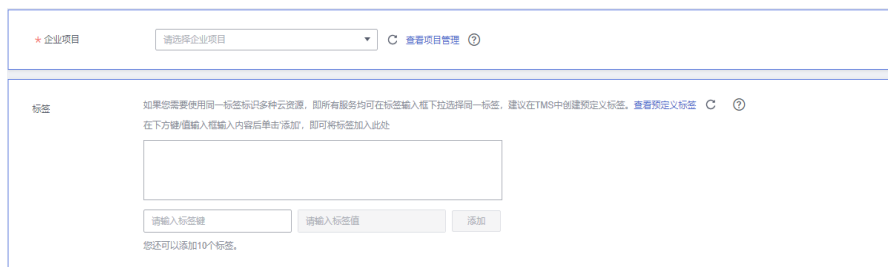 ★ 企业项目 请选择企业项目 查看项目管理
标签 如果您需要使用同一标签标识多种云资源，即所有服务均可在标签输入框下拉选择同一标签，建议在TMS中创建预定义标签。查看预定义标签
在下方键/值输入框输入内容后单击'添加'，即可将标签加入此处
请输入标签键 请输入标签值 添加
您还可以添加10个标签。